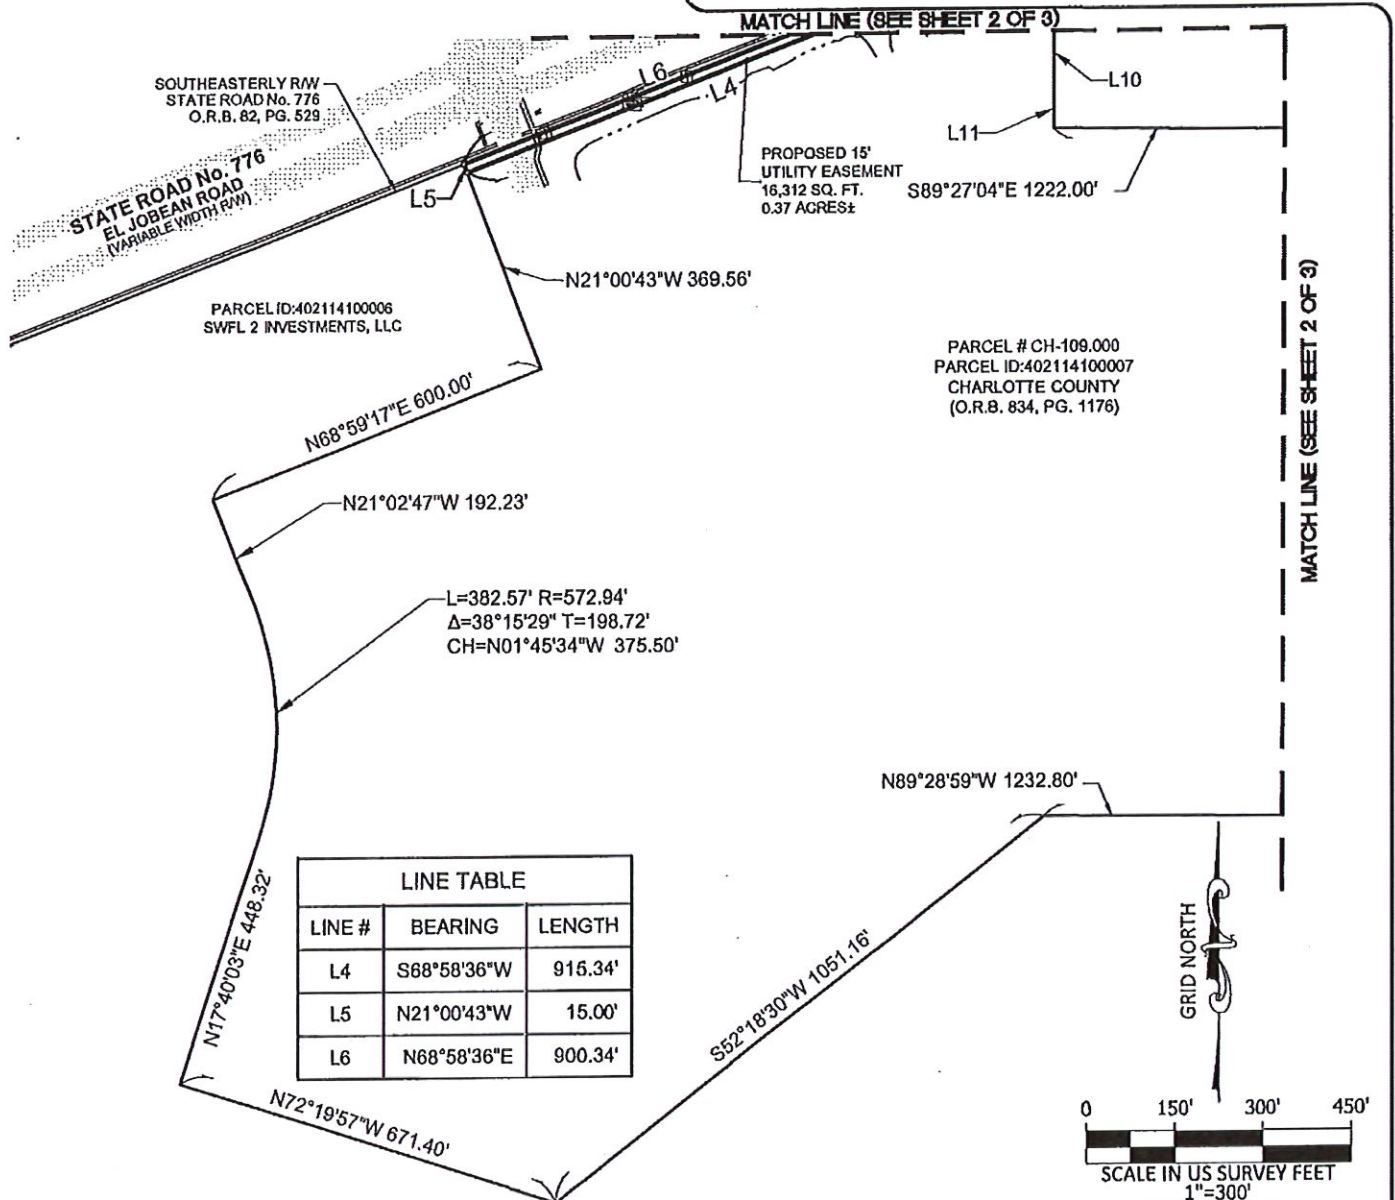 MATCH LINE (SEE SHEET 2 OF 3)
SOUTHEASTERLY R/W
STATE ROAD No. 776
O.R.B. 82, PG. 529
STATE ROAD No. 776
EL JOBEAN ROAD
(VARIABLE WIDTH R/W)
L6
L4
L5
L10
L11
PROPOSED 15'
UTILITY EASEMENT
16,312 SQ. FT.
0.37 ACRES±
S89°27'04"E 1222.00'
N21°00'43"W 369.56'
PARCEL ID:402114100006
SWFL 2 INVESTMENTS, LLC
PARCEL # CH-109.000
PARCEL ID:402114100007
CHARLOTTE COUNTY
(O.R.B. 834, PG. 1176)
MATCH LINE (SEE SHEET 2 OF 3)
N68°59'17"E 600.00'
N21°02'47"W 192.23'
L=382.57' R=572.94'
Δ=38°15'29" T=198.72'
CH=N01°45'34"W 375.50'
N89°28'59"W 1232.80'
N17°40'03"E 448.32'
LINE TABLE
LINE # BEARING LENGTH
L4 S68°58'36"W 915.34'
L5 N21°00'43"W 15.00'
L6 N68°58'36"E 900.34'
S52°18'30"W 1051.16'
N72°19'57"W 671.40'
GRID NORTH
0 150' 300' 450'
SCALE IN US SURVEY FEET
1"=300'